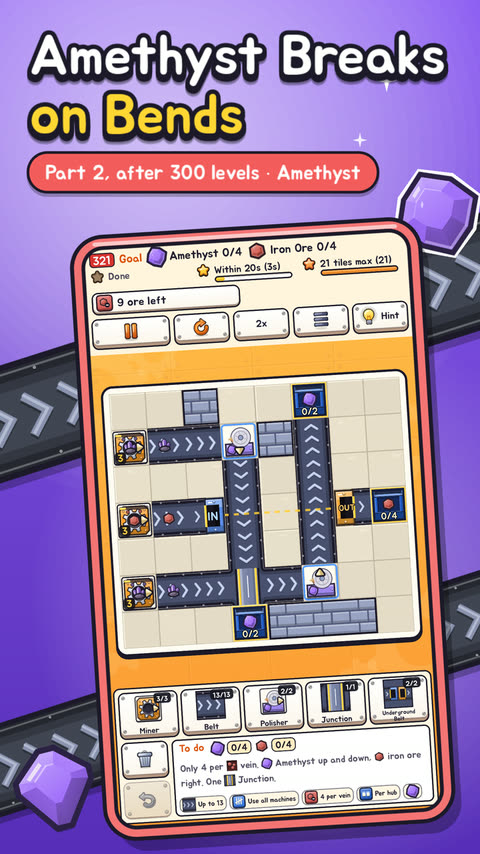 Amethyst Breaks
on Bends
Part 2, after 300 levels · Amethyst
321 Goal Amethyst 0/4 Iron Ore 0/4
Done Within 20s (3s) 21 tiles max (21)
9 ore left
2x Hint
0/2
3
3 IN OUT 0/4
3
0/2
3/3 13/13 2/2 1/1 2/2
Miner Belt Polisher Junction Underground
Belt
To do 0/4 0/4
Only 4 per vein. Amethyst up and down, iron ore
right. One Junction.
Up to 13 Use all machines 4 per vein Per hub